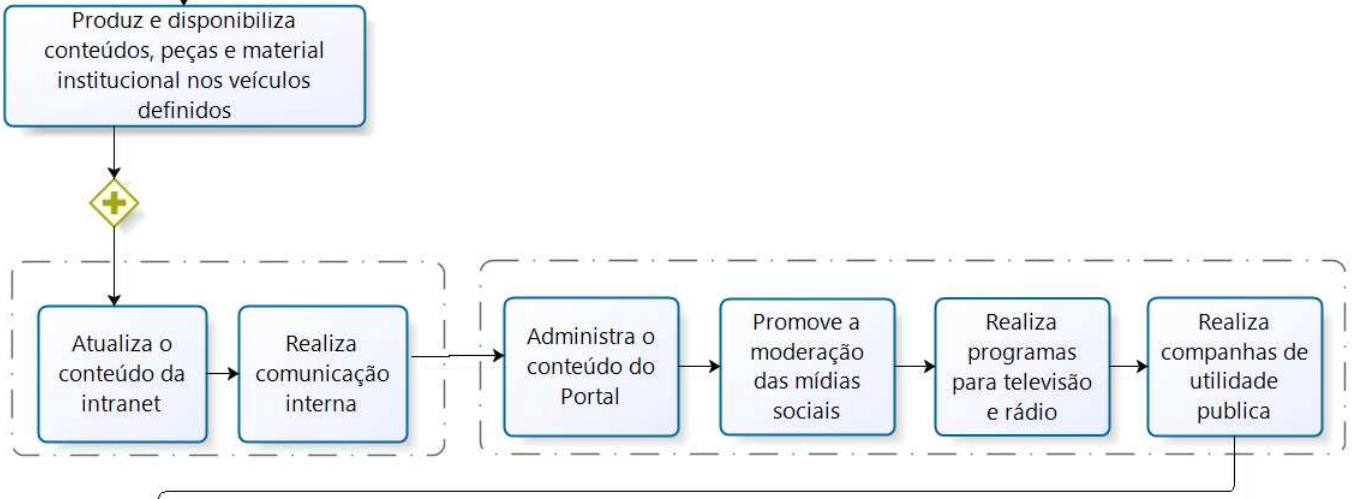 Produz e disponibiliza
conteúdos, peças e material
institucional nos veículos
definidos
Atualiza o
conteúdo da
intranet
Realiza
comunicação
interna
Administra o
conteúdo do
Portal
Promove a
moderação
das mídias
sociais
Realiza
programas
para televisão
e rádio
Realiza
companhas de
utilidade
publica